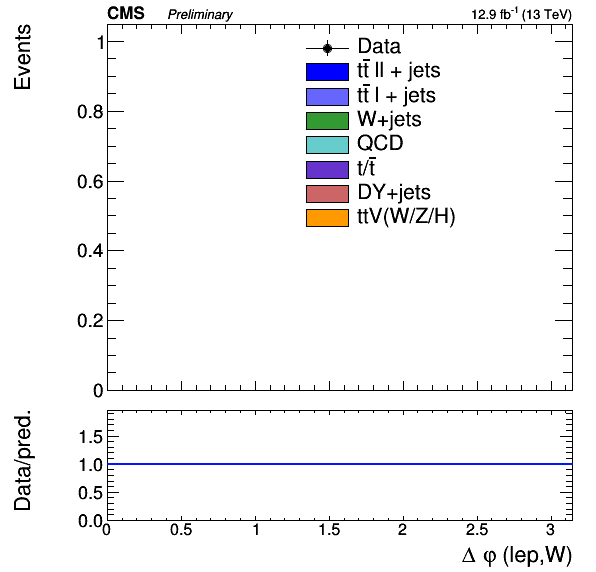 CMS Preliminary 12.9 fb⁻¹ (13 TeV)
Events
1
0.8
0.6
0.4
0.2
0
Data
tt̄ ll + jets
tt̄ l + jets
W+jets
QCD
t/t̄
DY+jets
ttV(W/Z/H)
Data/pred.
1.5
1.0
0.5
0.0
0 0.5 1 1.5 2 2.5 3
Δ φ (lep,W)